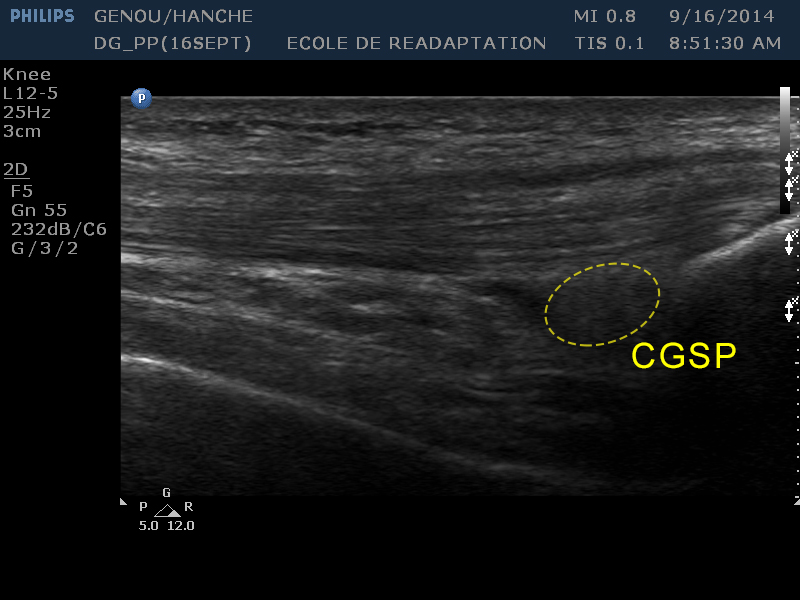 PHILIPS GENOU/HANCHE MI 0.8 9/16/2014
DG_PP(16SEPT) ECOLE DE READAPTATION TIS 0.1 8:51:30 AM
Knee
L12-5
25Hz
3cm
2D
F5
Gn 55
232dB/C6
G/3/2
P
CGSP
G
P R
5.0 12.0